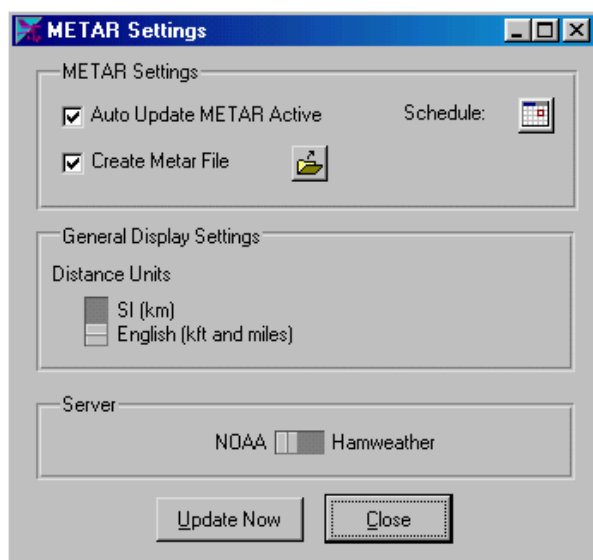 METAR Settings
METAR Settings
Auto Update METAR Active
Schedule:
Create Metar File
General Display Settings
Distance Units
SI (km)
English (kft and miles)
Server
NOAA
Hamweather
Update Now
Close